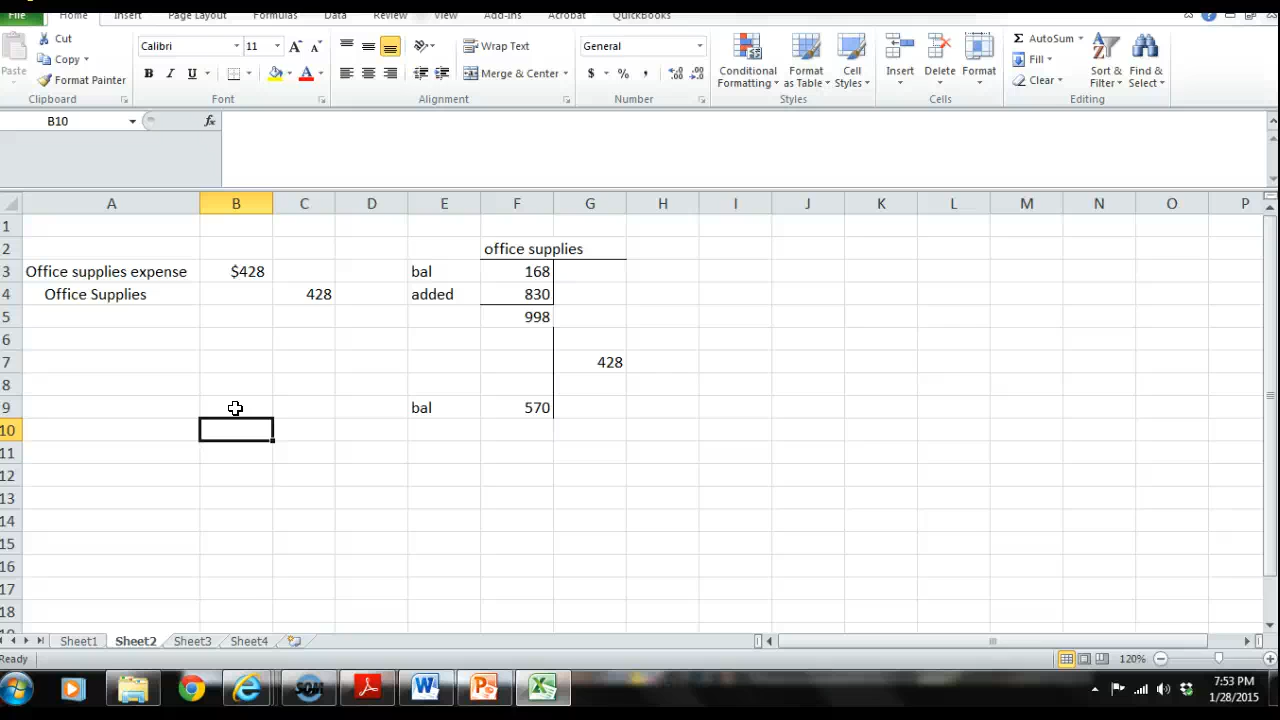 File Home Insert Page Layout Formulas Data Review View Add-Ins Acrobat QuickBooks
Cut Calibri 11 A A Wrap Text General AutoSum
Paste Copy Fill
Format Painter B I U A Merge & Center $ % , Conditional Formatting Format as Table Cell Styles Insert Delete Format Clear Sort & Filter Find & Select
Clipboard Font Alignment Number Styles Cells Editing
B10 fx
A B C D E F G H I J K L M N O P
1
2 office supplies
3 Office supplies expense $428 bal 168
4 Office Supplies 428 added 830
5 998
6
7 428
8
9 bal 570
10
11
12
13
14
15
16
17
18
Sheet1 Sheet2 Sheet3 Sheet4
Ready 120%
7:53 PM
1/28/2015